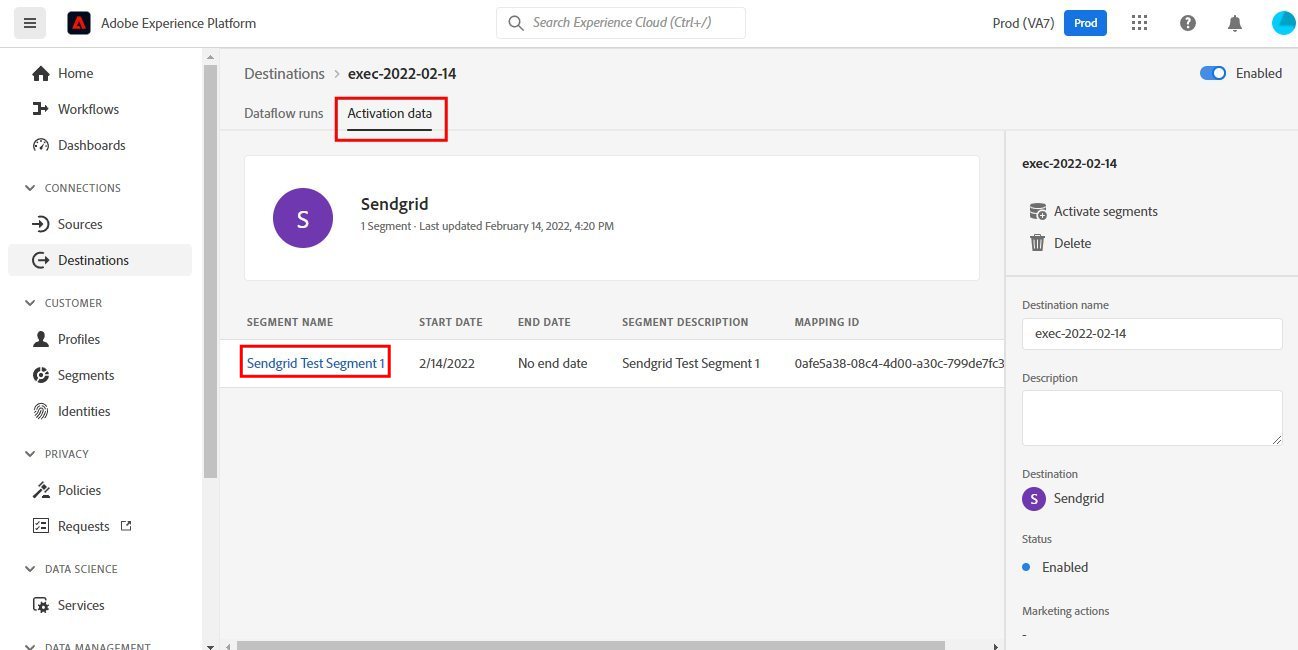 Adobe Experience Platform
Search Experience Cloud (Ctrl+/)
Prod (VA7)
Prod
?
Home
Workflows
Dashboards
CONNECTIONS
Sources
Destinations
CUSTOMER
Profiles
Segments
Identities
PRIVACY
Policies
Requests
DATA SCIENCE
Services
DATA MANAGEMENT
Destinations > exec-2022-02-14
Enabled
Dataflow runs
Activation data
S
Sendgrid
1 Segment · Last updated February 14, 2022, 4:20 PM
SEGMENT NAME START DATE END DATE SEGMENT DESCRIPTION MAPPING ID
Sendgrid Test Segment 1 2/14/2022 No end date Sendgrid Test Segment 1 0afe5a38-08c4-4d00-a30c-799de7fc3
exec-2022-02-14
Activate segments
Delete
Destination name
exec-2022-02-14
Description
Destination
S Sendgrid
Status
Enabled
Marketing actions
-